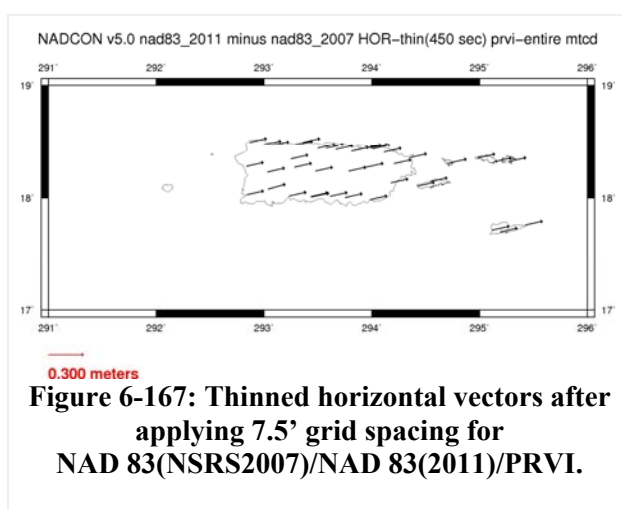 NADCON v5.0 nad83_2011 minus nad83_2007 HOR−thin(450 sec) prvi−entire mtcd
291˚ 292˚ 293˚ 294˚ 295˚ 296˚
19˚ 19˚
18˚ 18˚
17˚ 17˚
291˚ 292˚ 293˚ 294˚ 295˚ 296˚
0.300 meters
Figure 6-167: Thinned horizontal vectors after
applying 7.5’ grid spacing for
NAD 83(NSRS2007)/NAD 83(2011)/PRVI.